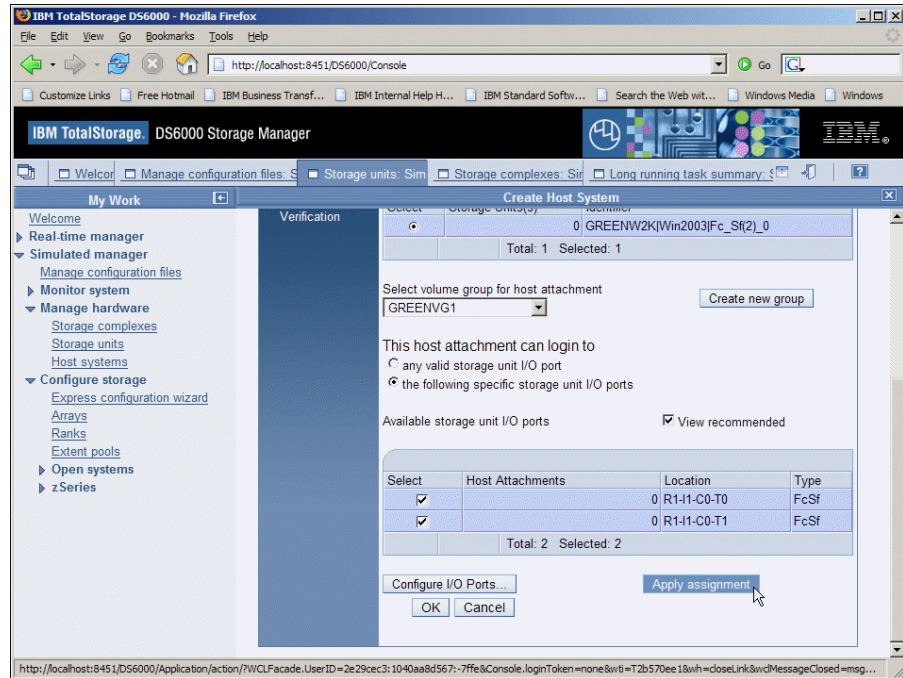 IBM TotalStorage DS6000 - Mozilla Firefox
File Edit View Go Bookmarks Tools Help
http://localhost:8451/DS6000/Console
Go
Customize Links Free Hotmail IBM Business Transf... IBM Internal Help H... IBM Standard Softw... Search the Web wit... Windows Media Windows
IBM TotalStorage. DS6000 Storage Manager
IBM
Welcor Manage configuration files: S Storage units: Sim Storage complexes: Sir Long running task summary: S ?
My Work
Create Host System
Welcome
Real-time manager
Simulated manager
Manage configuration files
Monitor system
Manage hardware
Storage complexes
Storage units
Host systems
Configure storage
Express configuration wizard
Arrays
Ranks
Extent pools
Open systems
zSeries
Verification
Select Storage Units(s) Identifier
0 GREENW2K|Win2003|Fc_Sf(2)_0
Total: 1 Selected: 1
Select volume group for host attachment
GREENVG1
Create new group
This host attachment can login to
any valid storage unit I/O port
the following specific storage unit I/O ports
Available storage unit I/O ports
View recommended
Select Host Attachments Location Type
0 R1-I1-C0-T0 FcSf
0 R1-I1-C0-T1 FcSf
Total: 2 Selected: 2
Configure I/O Ports...
Apply assignment
OK Cancel
http://localhost:8451/DS6000/Application/action/?WCLFacade.UserID=2e29cec3:1040aa8d567:-7ffe&Console.loginToken=none&wti=T2b570ee1&wh=closeLink&wclMessageClosed=msg...